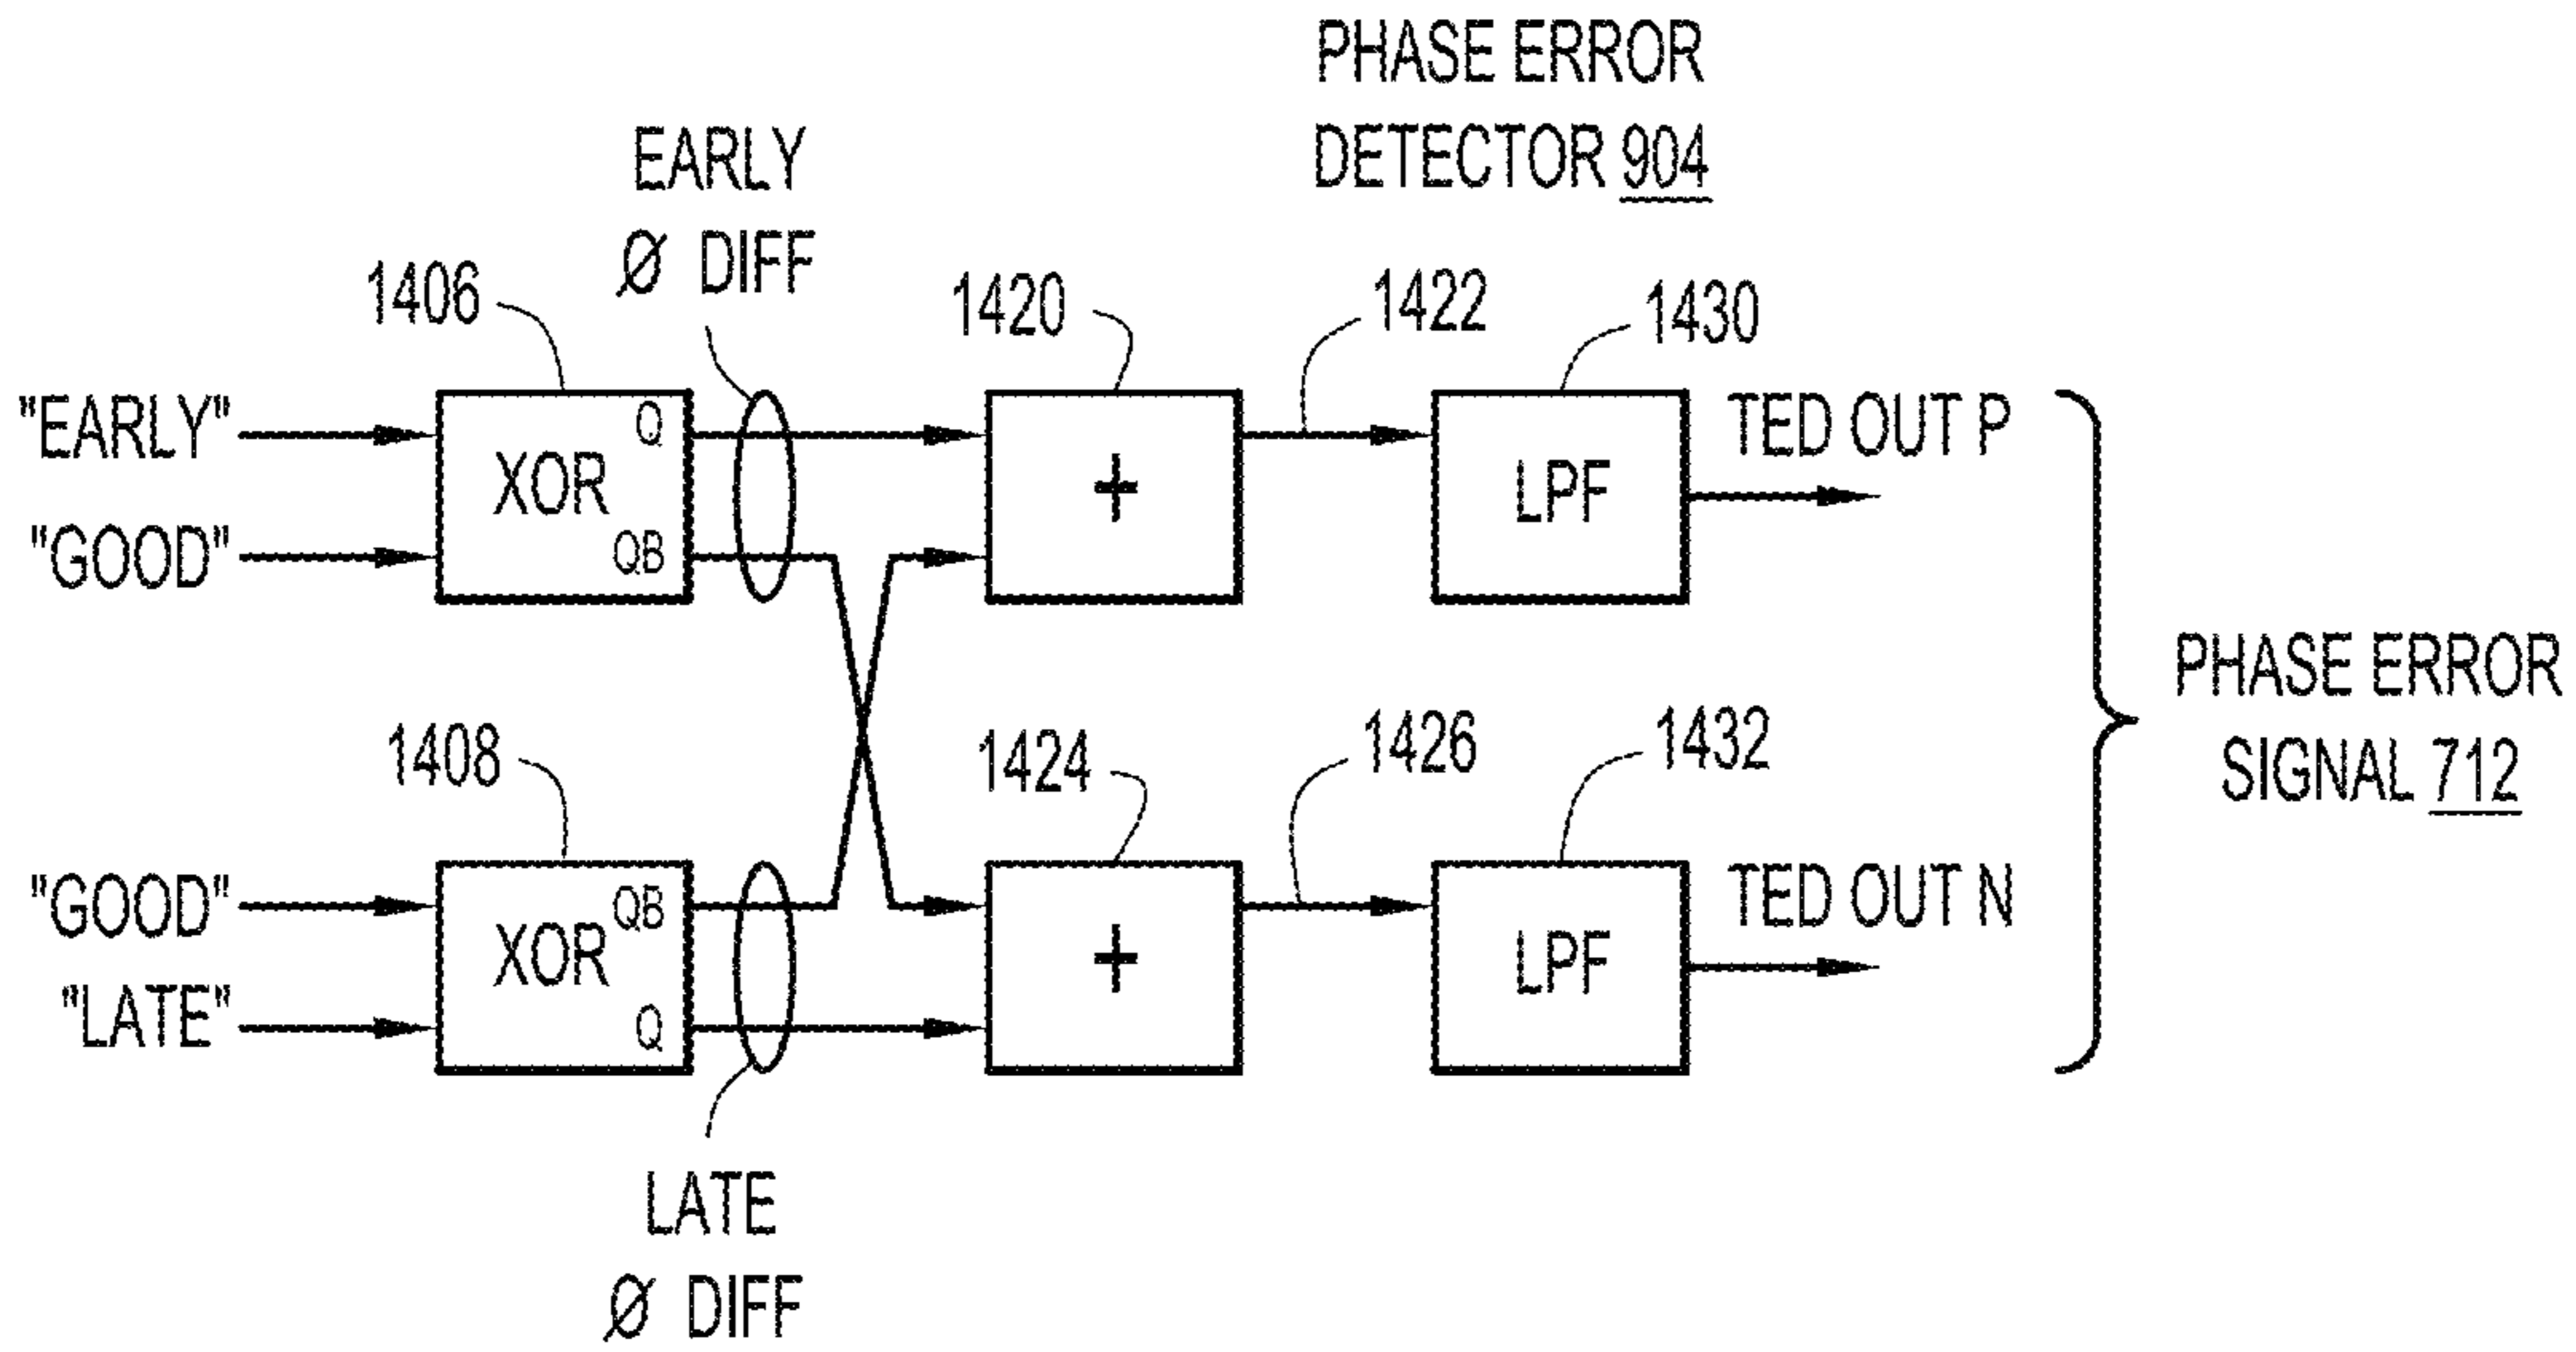 PHASE ERROR
DETECTOR 904
EARLY
Ø DIFF
1406
1420
1422
1430
"EARLY"
"GOOD"
XOR
Q
QB
+
LPF
TED OUT P
PHASE ERROR
SIGNAL 712
1408
1424
1426
1432
"GOOD"
"LATE"
XOR
QB
Q
+
LPF
TED OUT N
LATE
Ø DIFF